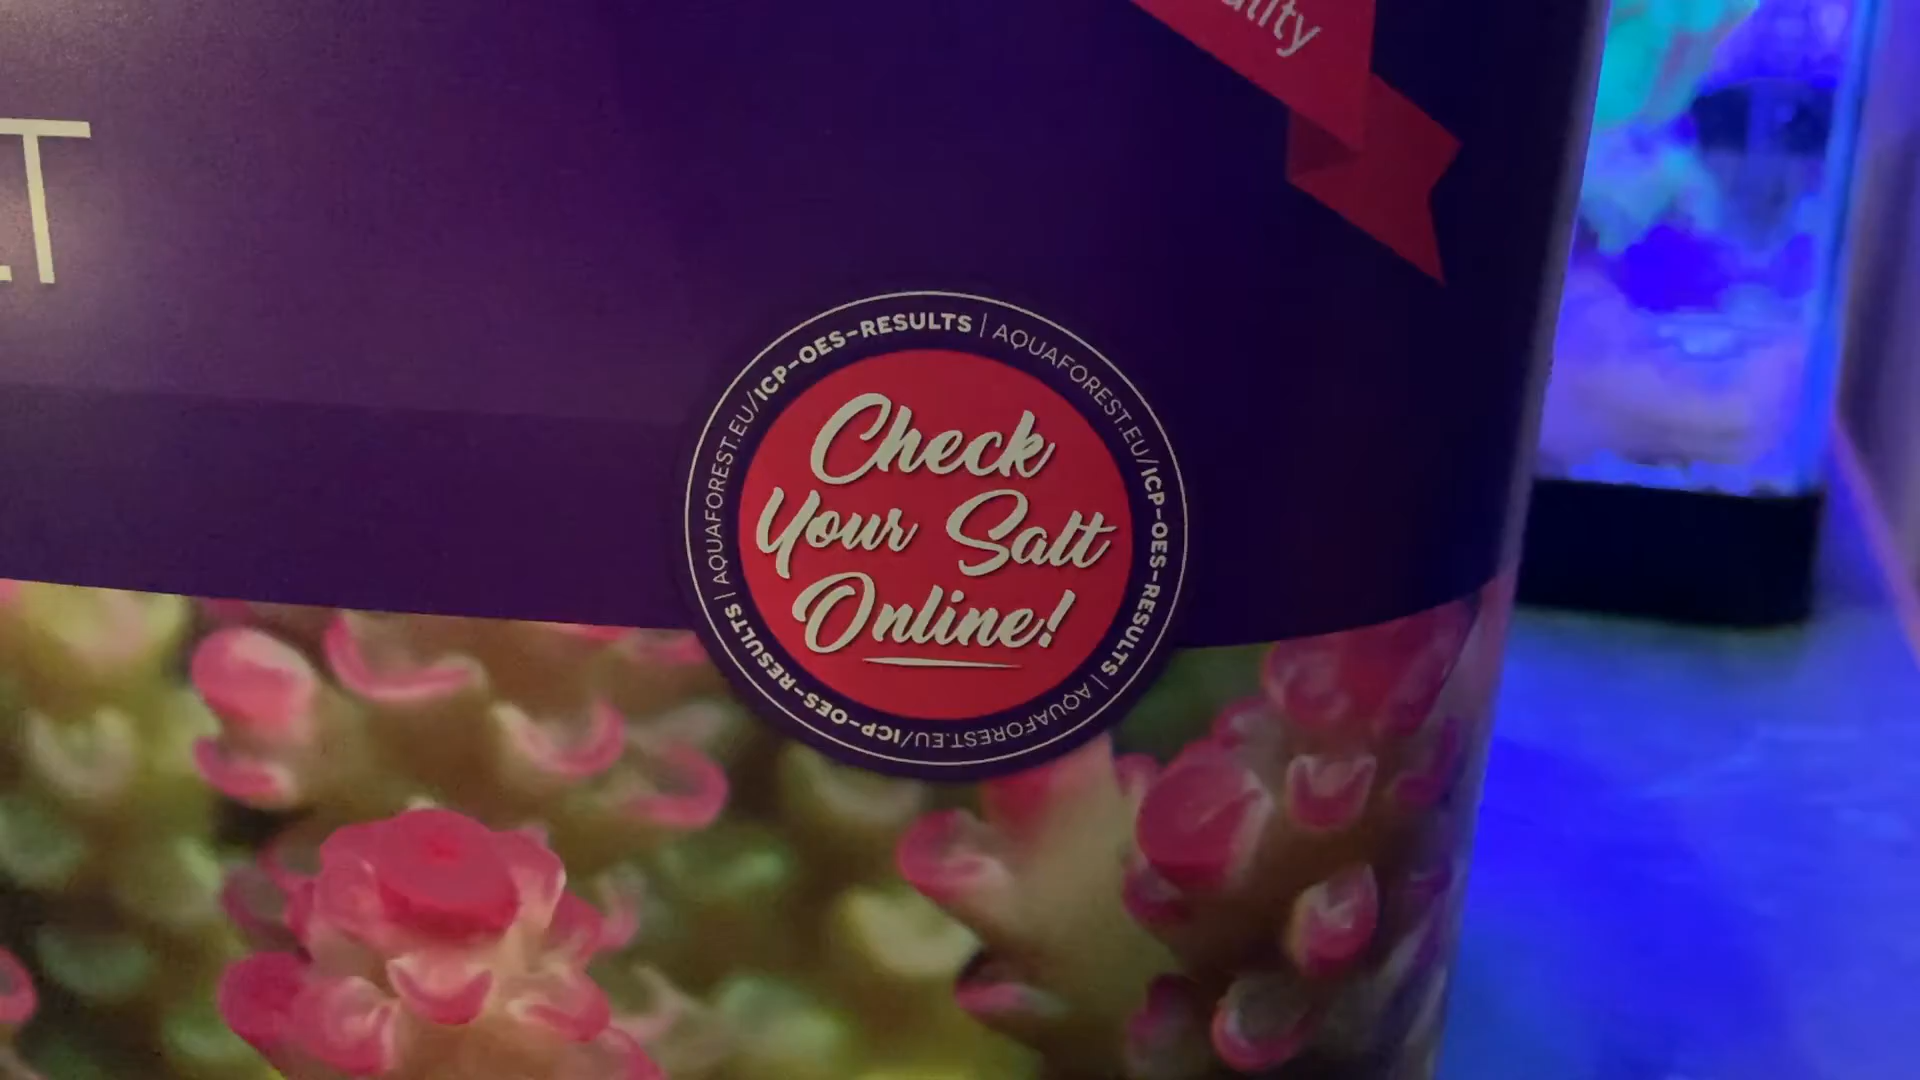 Check
Your Salt
Online!
AQUAFOREST.EU/ICP-OES-RESULTS | AQUAFOREST.EU/ICP-OES-RESULTS | AQUAFOREST.EU/ICP-OES-RESULTS |